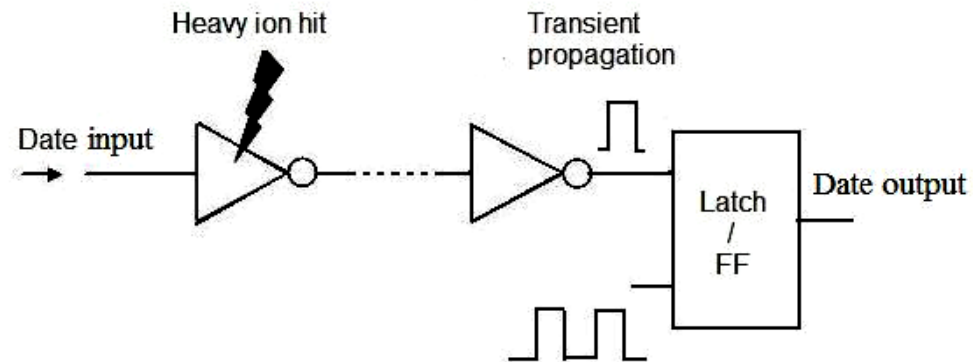 Heavy ion hit
Transient
propagation
Date input
Latch
/
FF
Date output